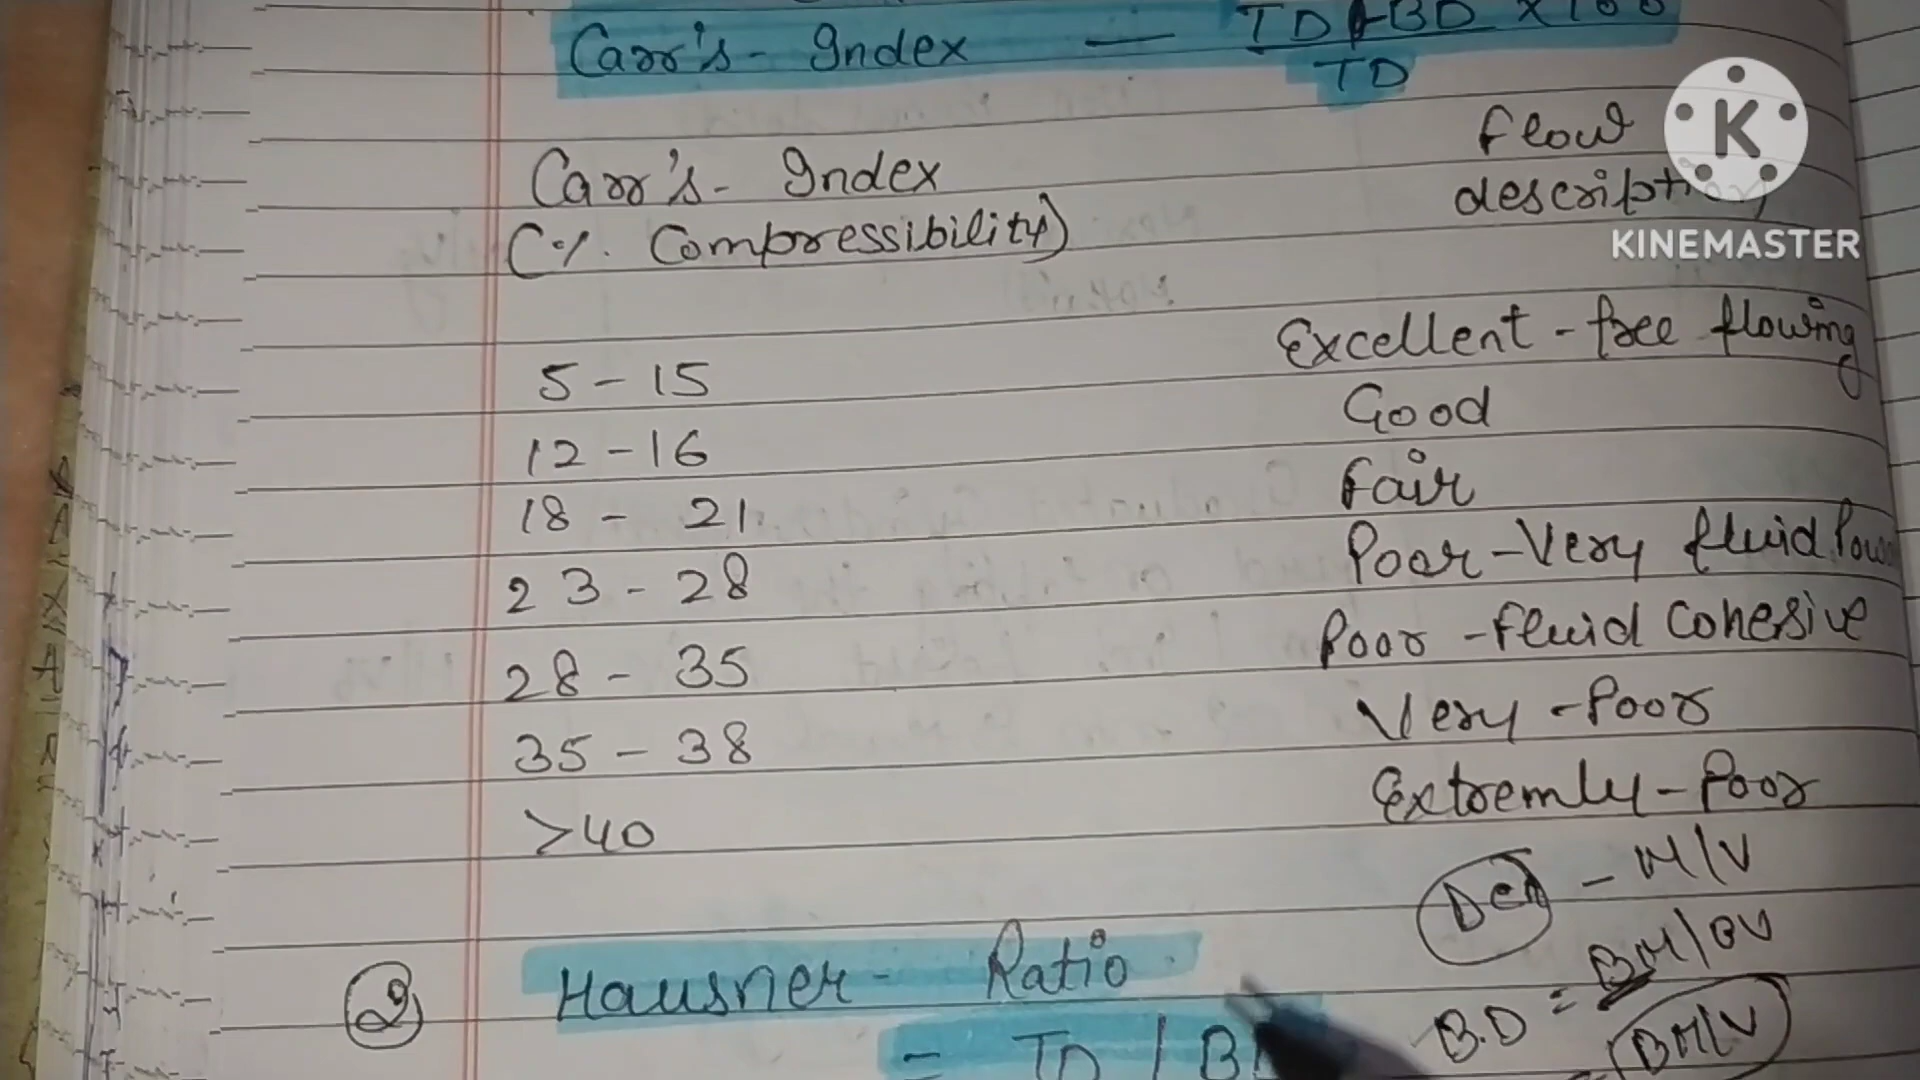 Carr's - Index — TD - BD × 100
TD
Carr's - Index
(% Compressibility)
flow
description
K
KINEMASTER
5 - 15 Excellent - free flowing
12 - 16 Good
18 - 21 Fair
23 - 28 Poor - Very fluid
28 - 35 Poor - fluid Cohesive
35 - 38 Very - Poor
>40 Extremly - Poor
Den - M/V
2 Hausner - Ratio
B.D = BM/BV
= TD / BD
= BM/V